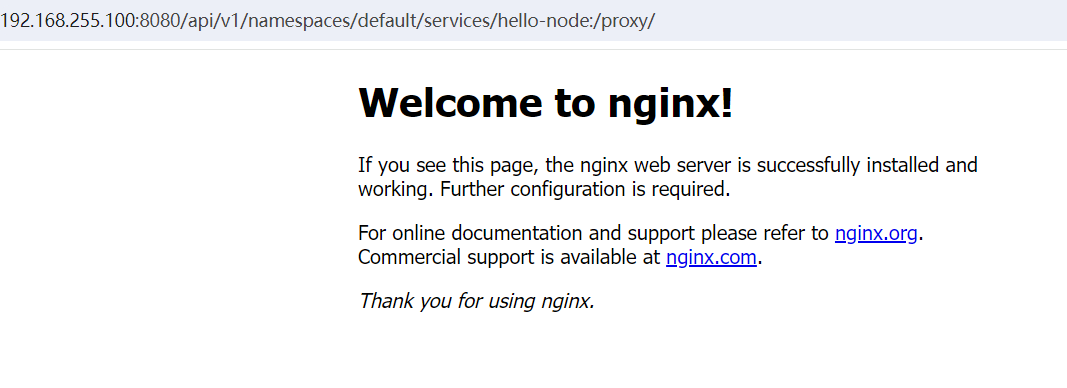 192.168.255.100:8080/api/v1/namespaces/default/services/hello-node:/proxy/
Welcome to nginx!
If you see this page, the nginx web server is successfully installed and
working. Further configuration is required.
For online documentation and support please refer to nginx.org.
Commercial support is available at nginx.com.
Thank you for using nginx.